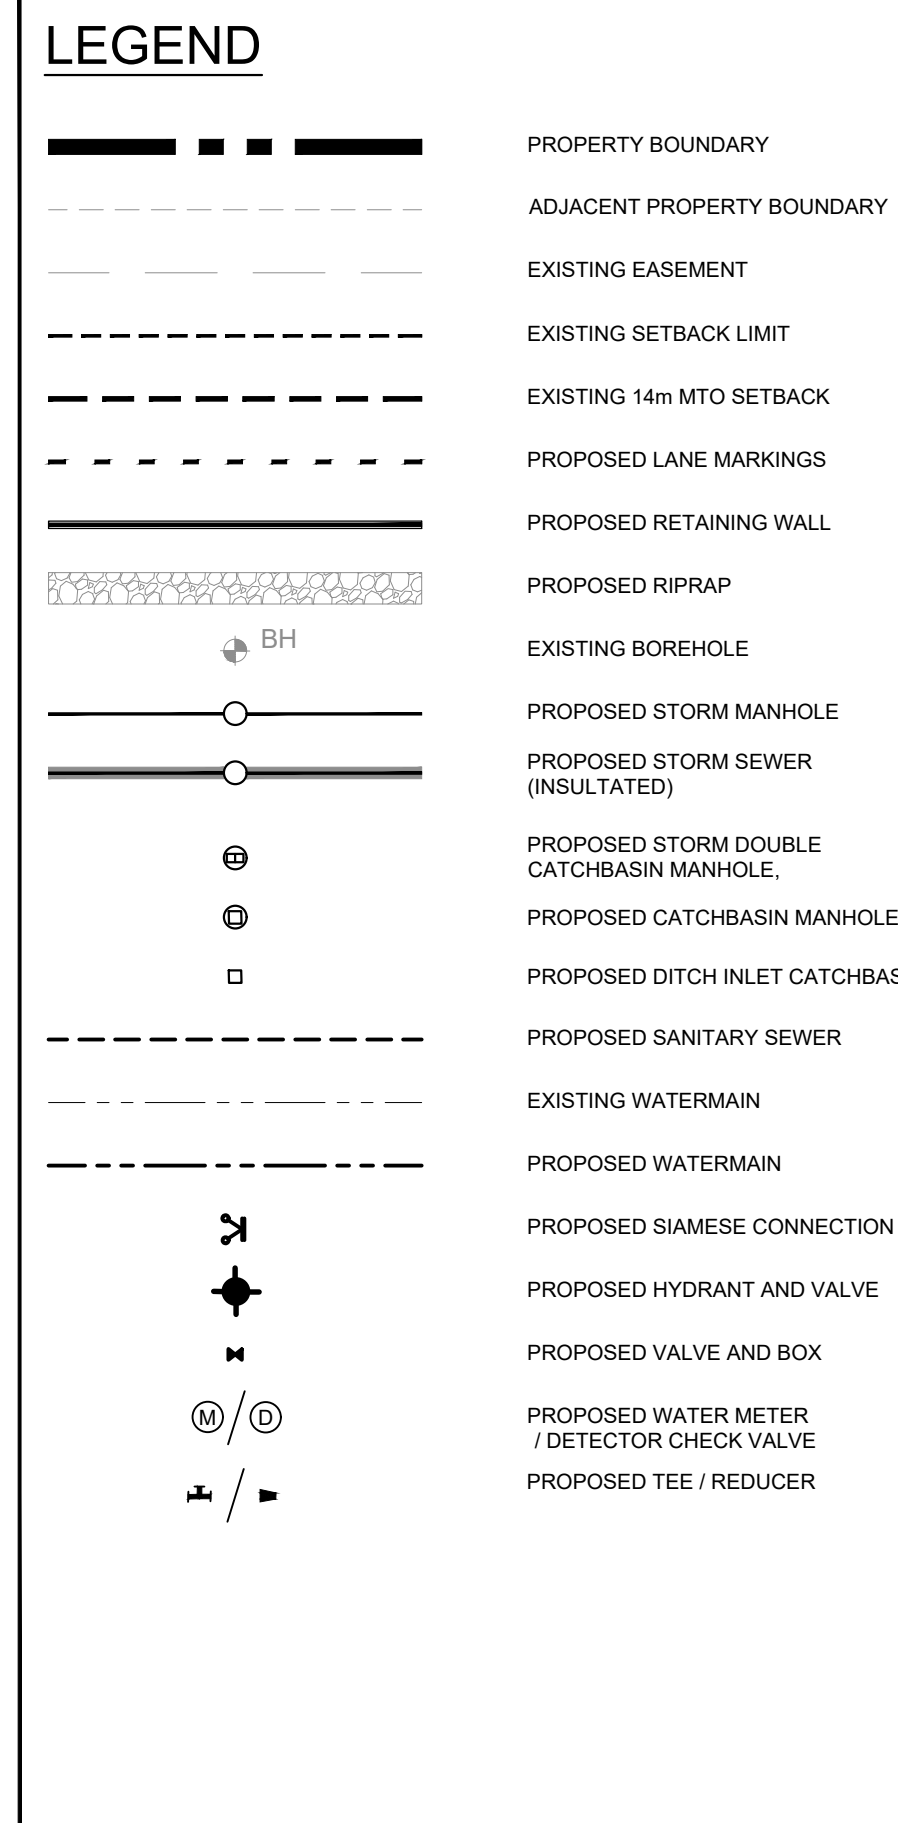 LEGEND
PROPERTY BOUNDARY
ADJACENT PROPERTY BOUNDARY
EXISTING EASEMENT
EXISTING SETBACK LIMIT
EXISTING 14m MTO SETBACK
PROPOSED LANE MARKINGS
PROPOSED RETAINING WALL
PROPOSED RIPRAP
BH
EXISTING BOREHOLE
PROPOSED STORM MANHOLE
PROPOSED STORM SEWER
(INSULTATED)
PROPOSED STORM DOUBLE
CATCHBASIN MANHOLE,
PROPOSED CATCHBASIN MANHOLE
PROPOSED DITCH INLET
PROPOSED SANITARY SEWER
EXISTING WATERMAIN
PROPOSED WATERMAIN
PROPOSED SIAMESE CONNECTION
PROPOSED HYDRANT AND VALVE
PROPOSED VALVE AND BOX
M / D
PROPOSED WATER METER
/ DETECTOR CHECK VALVE
/
PROPOSED TEE / REDUCER